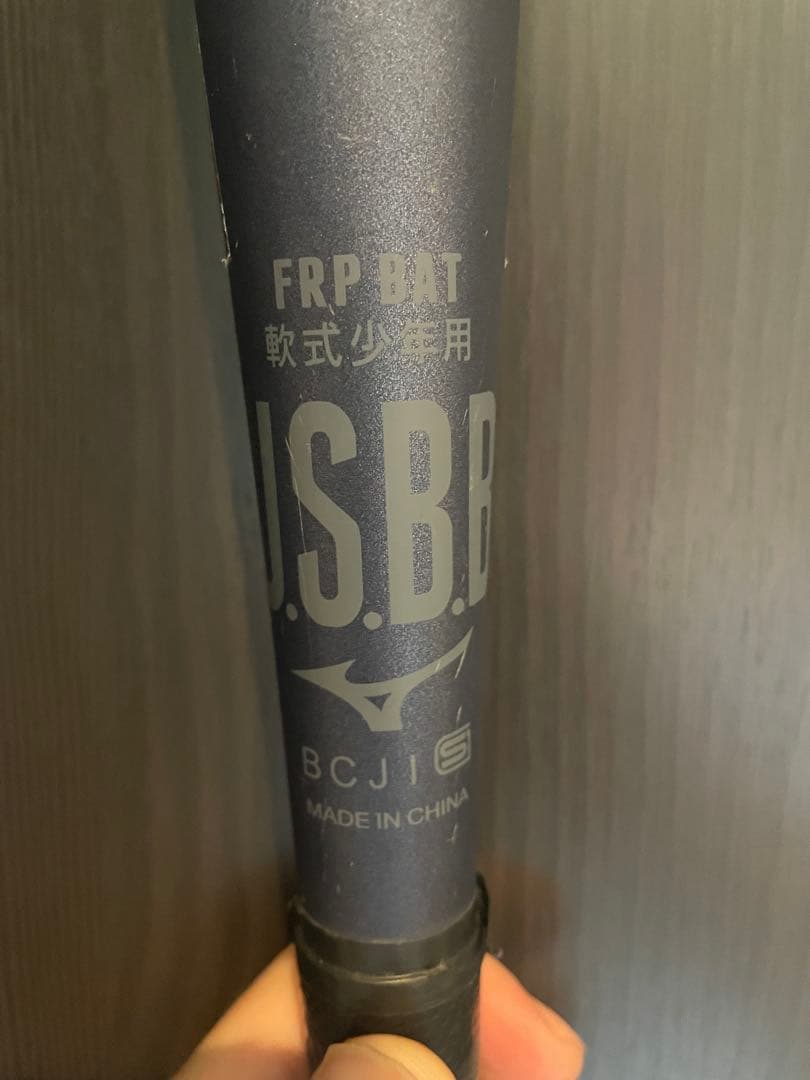 FRP BAT
軟式少年用
J.S.B.B
BCJI S
MADE IN CHINA